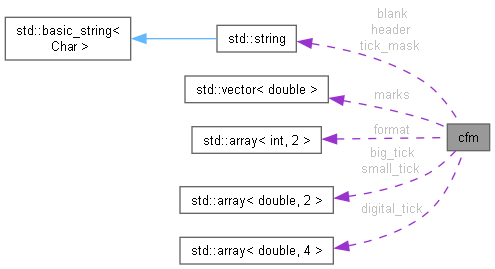 std::basic_string<
Char >
std::string
blank
header
tick_mask
std::vector< double >
marks
std::array< int, 2 >
format
cfm
big_tick
small_tick
std::array< double, 2 >
digital_tick
std::array< double, 4 >